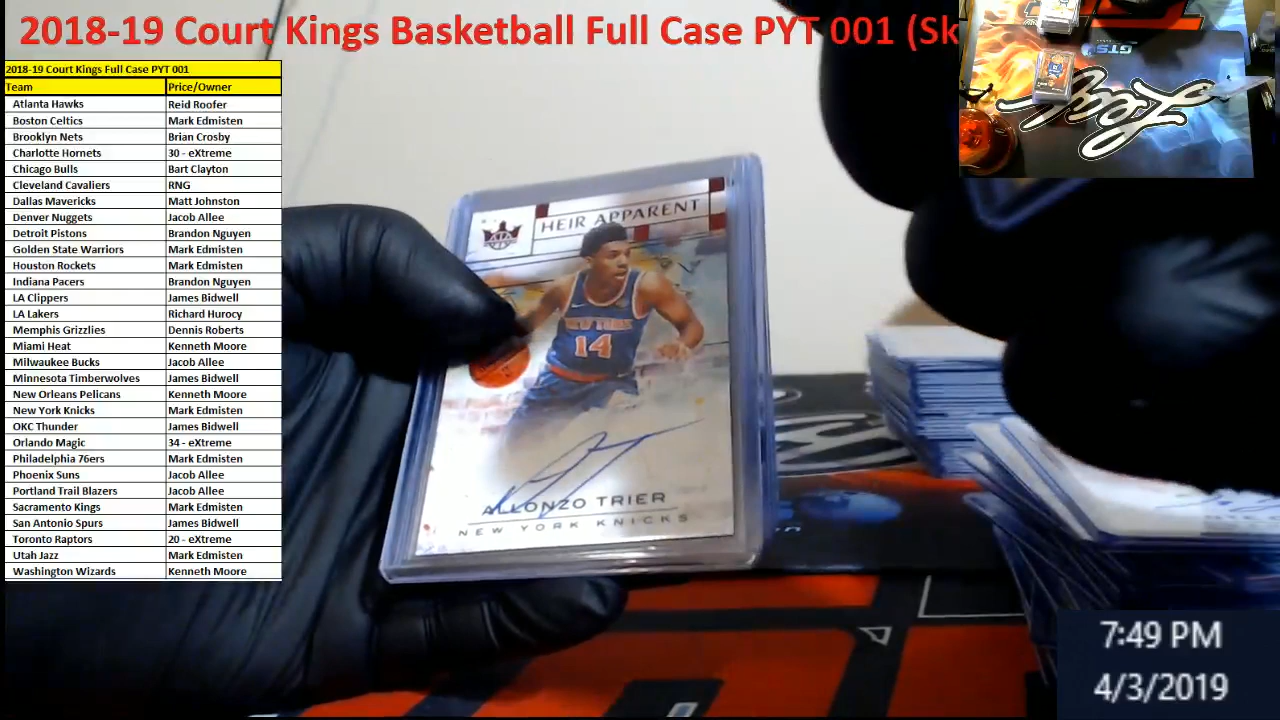 2018-19 Court Kings Basketball Full Case PYT 001 (Sk
2018-19 Court Kings Full Case PYT 001
Team Price/Owner
Atlanta Hawks Reid Roofer
Boston Celtics Mark Edmisten
Brooklyn Nets Brian Crosby
Charlotte Hornets 30 - eXtreme
Chicago Bulls Bart Clayton
Cleveland Cavaliers RNG
Dallas Mavericks Matt Johnston
Denver Nuggets Jacob Allee
Detroit Pistons Brandon Nguyen
Golden State Warriors Mark Edmisten
Houston Rockets Mark Edmisten
Indiana Pacers Brandon Nguyen
LA Clippers James Bidwell
LA Lakers Richard Hurocy
Memphis Grizzlies Dennis Roberts
Miami Heat Kenneth Moore
Milwaukee Bucks Jacob Allee
Minnesota Timberwolves James Bidwell
New Orleans Pelicans Kenneth Moore
New York Knicks Mark Edmisten
OKC Thunder James Bidwell
Orlando Magic 34 - eXtreme
Philadelphia 76ers Mark Edmisten
Phoenix Suns Jacob Allee
Portland Trail Blazers Jacob Allee
Sacramento Kings Mark Edmisten
San Antonio Spurs James Bidwell
Toronto Raptors 20 - eXtreme
Utah Jazz Mark Edmisten
Washington Wizards Kenneth Moore
HEIR APPARENT
NEW YORK
14
ALLONZO TRIER
NEW YORK KNICKS
GTS
Leaf
7:49 PM
4/3/2019